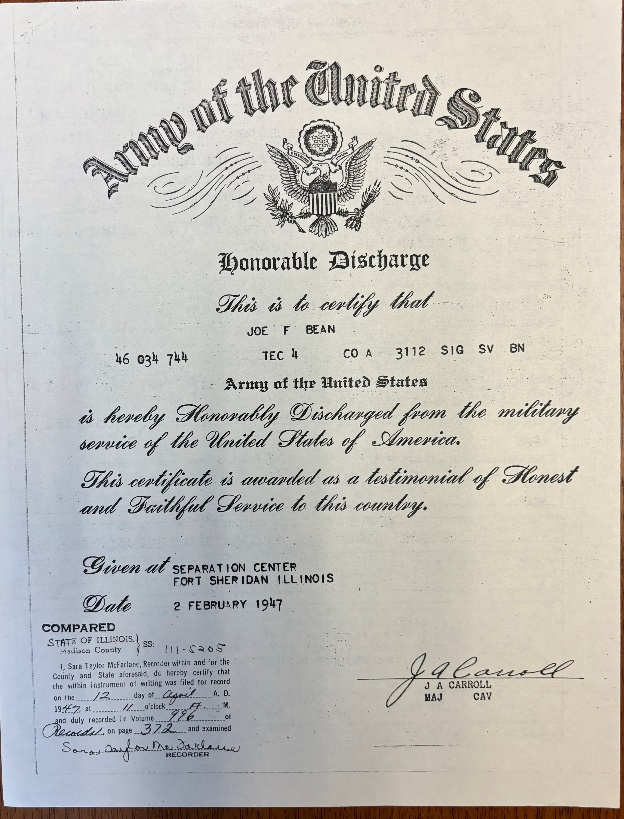 Army of the United States
Honorable Discharge
This is to certify that
JOE F BEAN
46 034 744 TEC 4 CO A 3112 SIG SV BN
Army of the United States
is hereby Honorably Discharged from the military
service of the United States of America.
This certificate is awarded as a testimonial of Honest
and Faithful Service to this country.
Given at SEPARATION CENTER
FORT SHERIDAN ILLINOIS
Date 2 FEBRUARY 1947
COMPARED
STATE OF ILLINOIS,
Madison County
SS: 111-5205
I, Sara Taylor McFarlane, Recorder within and for the
County and State aforesaid, do hereby certify that
the within instrument of writing was filed for record
on the 12 day of April A. D.
1947 at 11 o'clock A. M.
and duly recorded in Volume 996 of
Records, on page 372 and examined
Sara Taylor McFarlane
RECORDER
J A Carroll
J A CARROLL
MAJ CAV